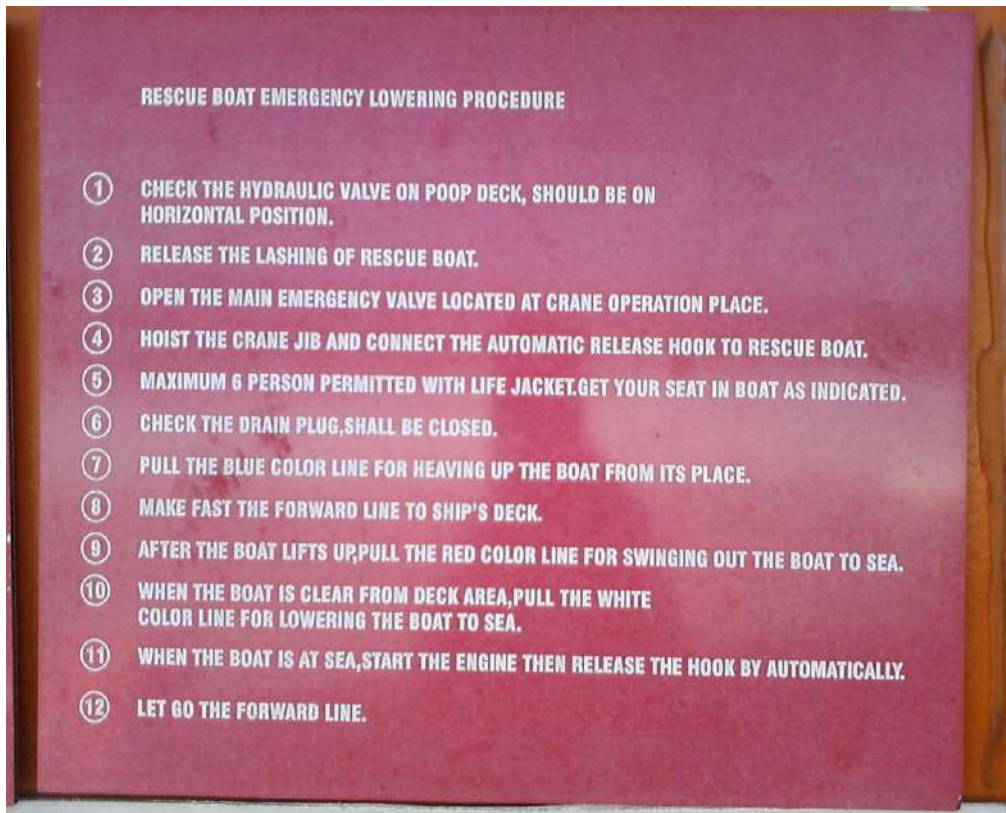 RESCUE BOAT EMERGENCY LOWERING PROCEDURE
1 CHECK THE HYDRAULIC VALVE ON POOP DECK, SHOULD BE ON
HORIZONTAL POSITION.
2 RELEASE THE LASHING OF RESCUE BOAT.
3 OPEN THE MAIN EMERGENCY VALVE LOCATED AT CRANE OPERATION PLACE.
4 HOIST THE CRANE JIB AND CONNECT THE AUTOMATIC RELEASE HOOK TO RESCUE BOAT.
5 MAXIMUM 6 PERSON PERMITTED WITH LIFE JACKET.GET YOUR SEAT IN BOAT AS INDICATED.
6 CHECK THE DRAIN PLUG,SHALL BE CLOSED.
7 PULL THE BLUE COLOR LINE FOR HEAVING UP THE BOAT FROM ITS PLACE.
8 MAKE FAST THE FORWARD LINE TO SHIP'S DECK.
9 AFTER THE BOAT LIFTS UP,PULL THE RED COLOR LINE FOR SWINGING OUT THE BOAT TO SEA.
10 WHEN THE BOAT IS CLEAR FROM DECK AREA,PULL THE WHITE
COLOR LINE FOR LOWERING THE BOAT TO SEA.
11 WHEN THE BOAT IS AT SEA,START THE ENGINE THEN RELEASE THE HOOK BY AUTOMATICALLY.
12 LET GO THE FORWARD LINE.